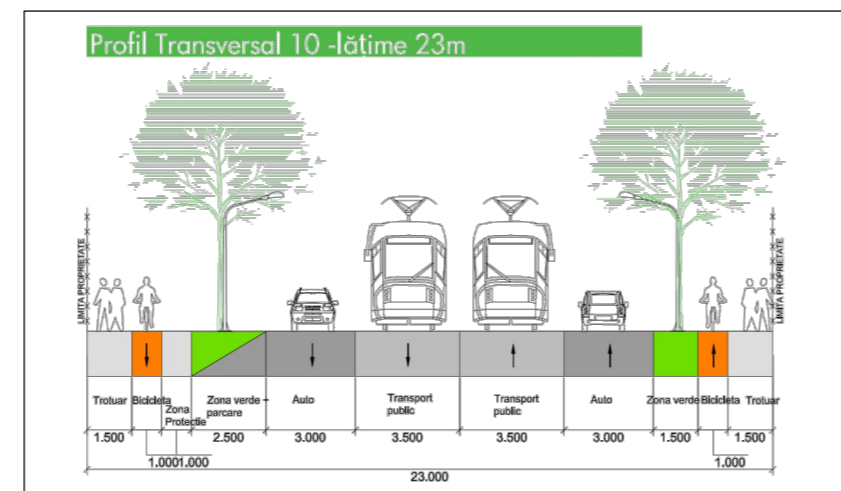 Profil Transversal 10 -lățime 23m
LIMITA PROPRIETATE
LIMITA PROPRIETATE
Trotuar
Bicicleta
Zona
Protectie
Zona verde +
parcare
Auto
Transport
public
Transport
public
Auto
Zona verde
Bicicleta
Trotuar
1.500
2.500
3.000
3.500
3.500
3.000
1.500
1.500
1.000
1.000
1.000
23.000